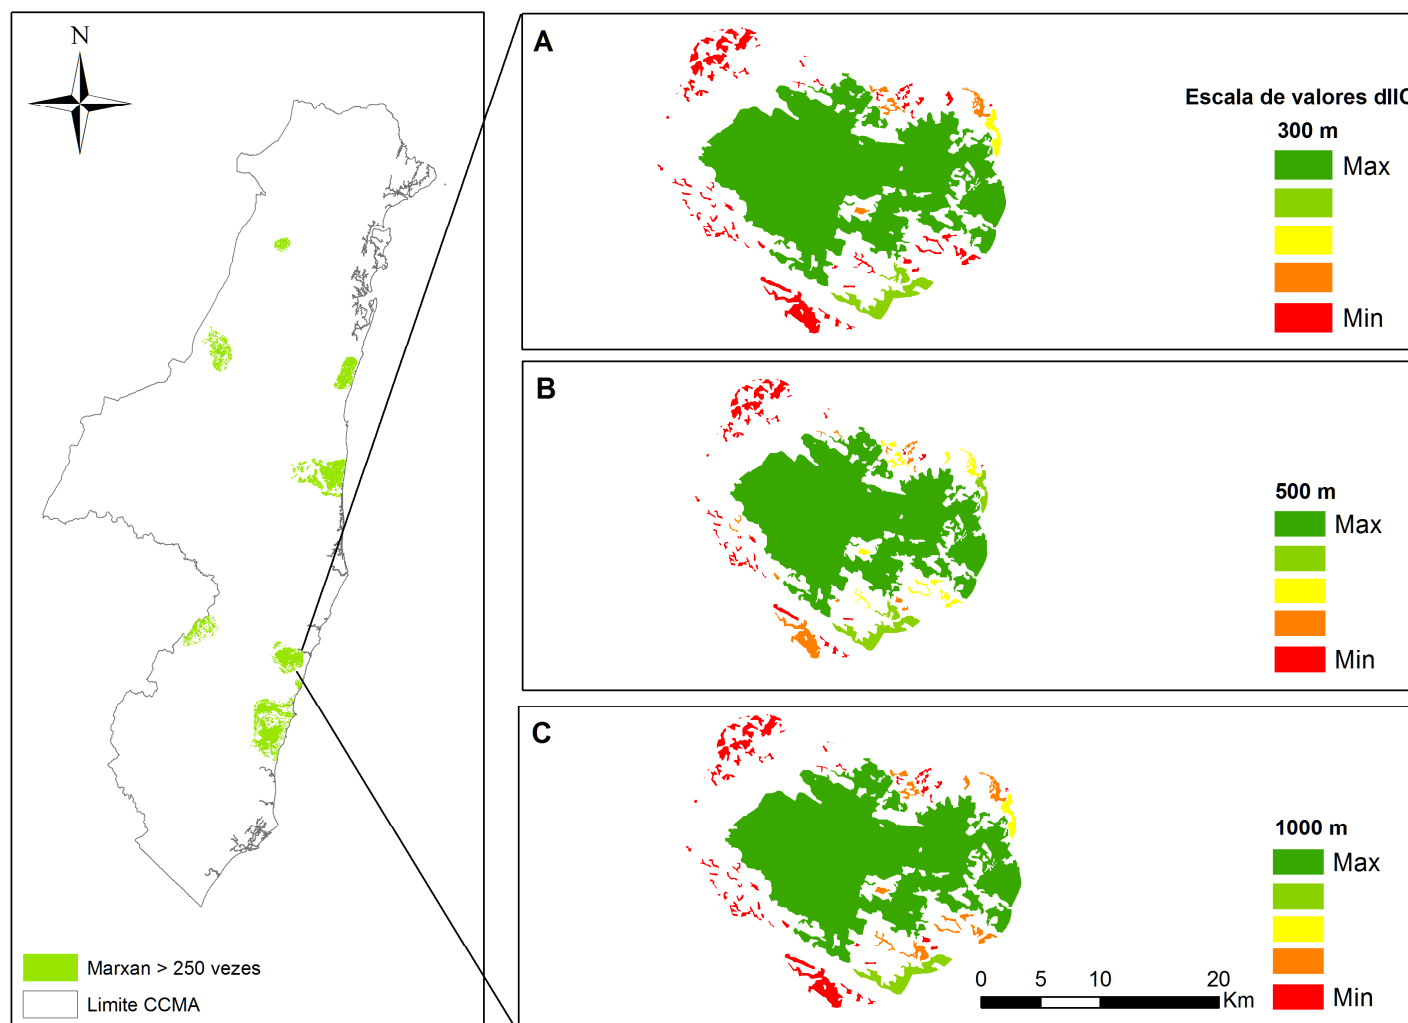 N
Marxan > 250 vezes
Limite CCMA
A
Escala de valores dIIC
300 m
Max
Min
B
500 m
Max
Min
C
1000 m
Max
Min
0 5 10 20
Km